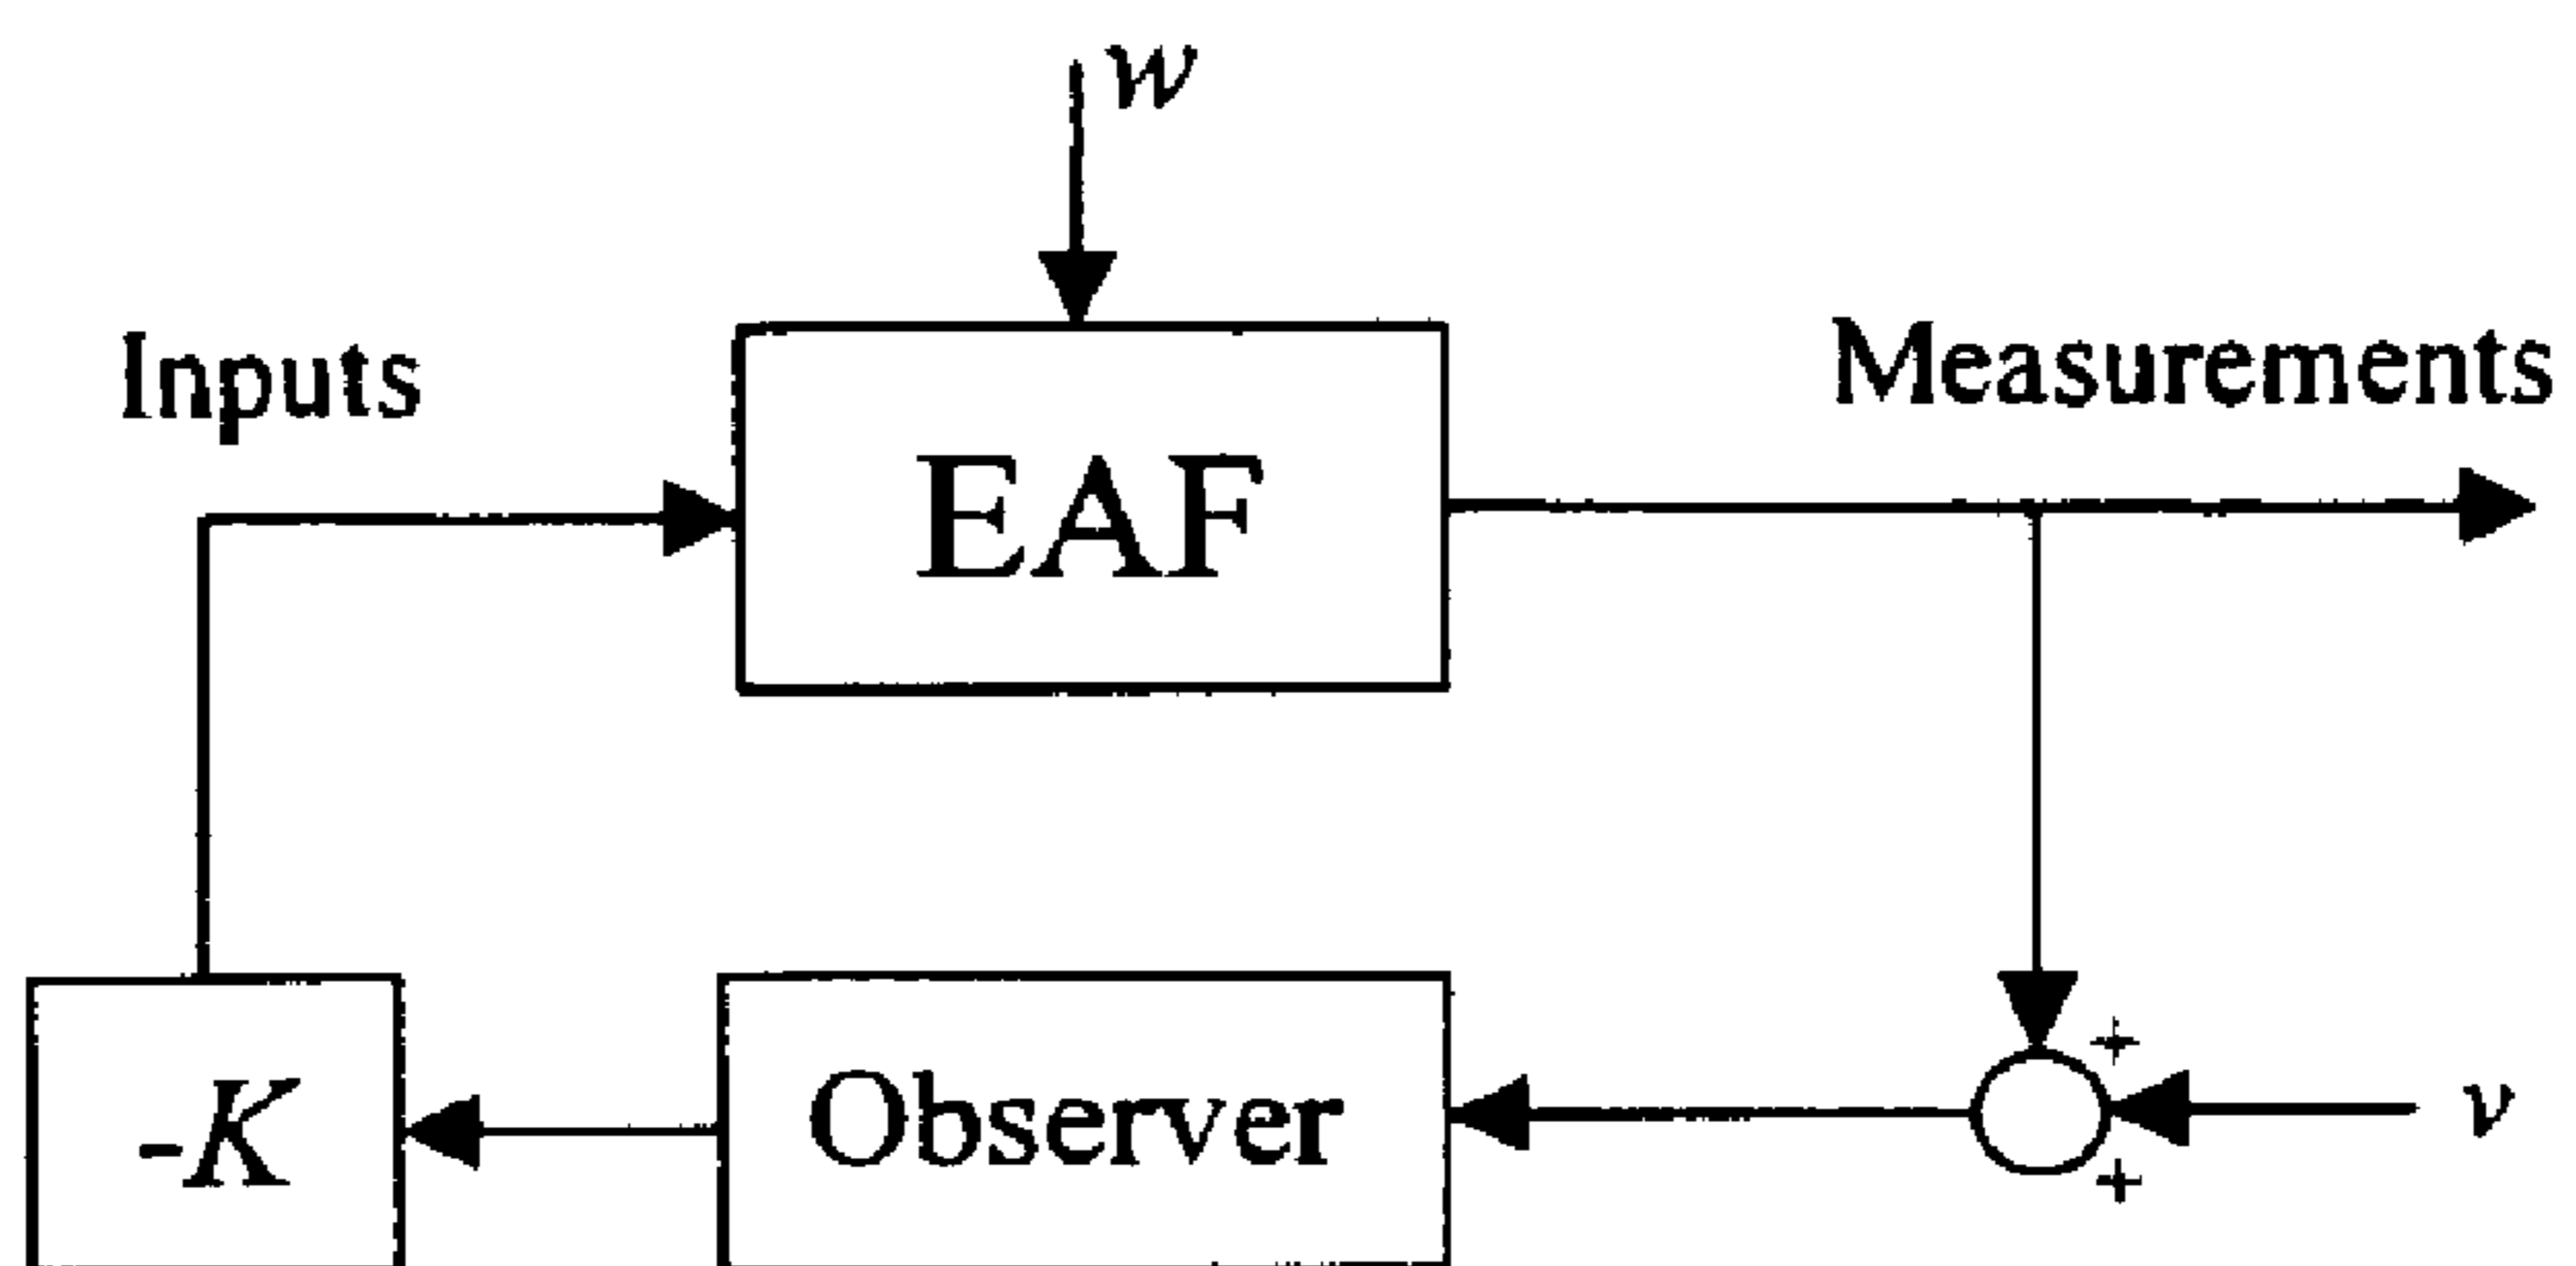 w
Inputs
Measurements
EAF
+
-K
Observer
v
+